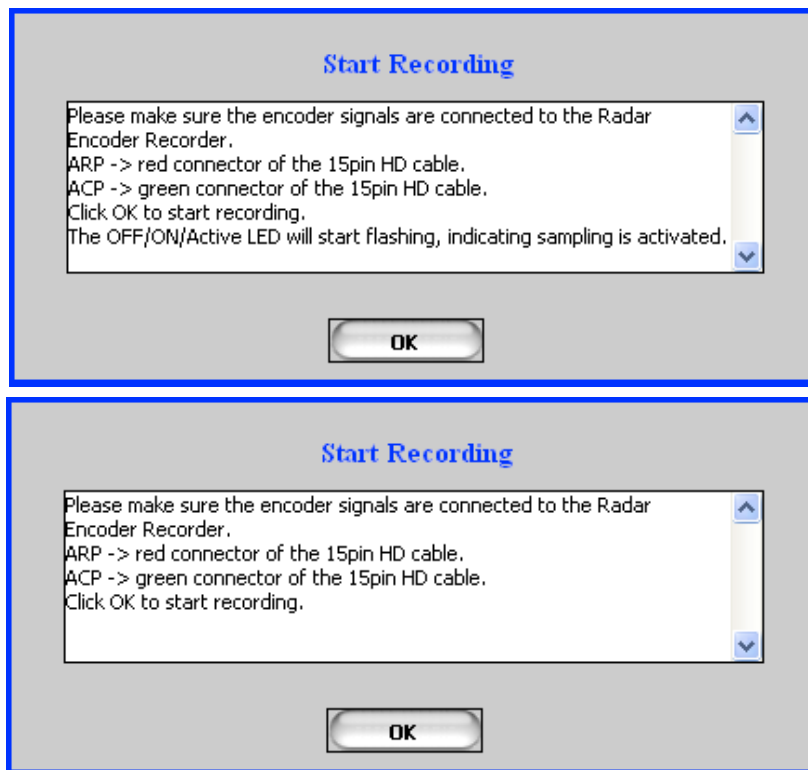 Start Recording
Please make sure the encoder signals are connected to the Radar
Encoder Recorder.
ARP -> red connector of the 15pin HD cable.
ACP -> green connector of the 15pin HD cable.
Click OK to start recording.
The OFF/ON/Active LED will start flashing, indicating sampling is activated.
OK
Start Recording
Please make sure the encoder signals are connected to the Radar
Encoder Recorder.
ARP -> red connector of the 15pin HD cable.
ACP -> green connector of the 15pin HD cable.
Click OK to start recording.
OK